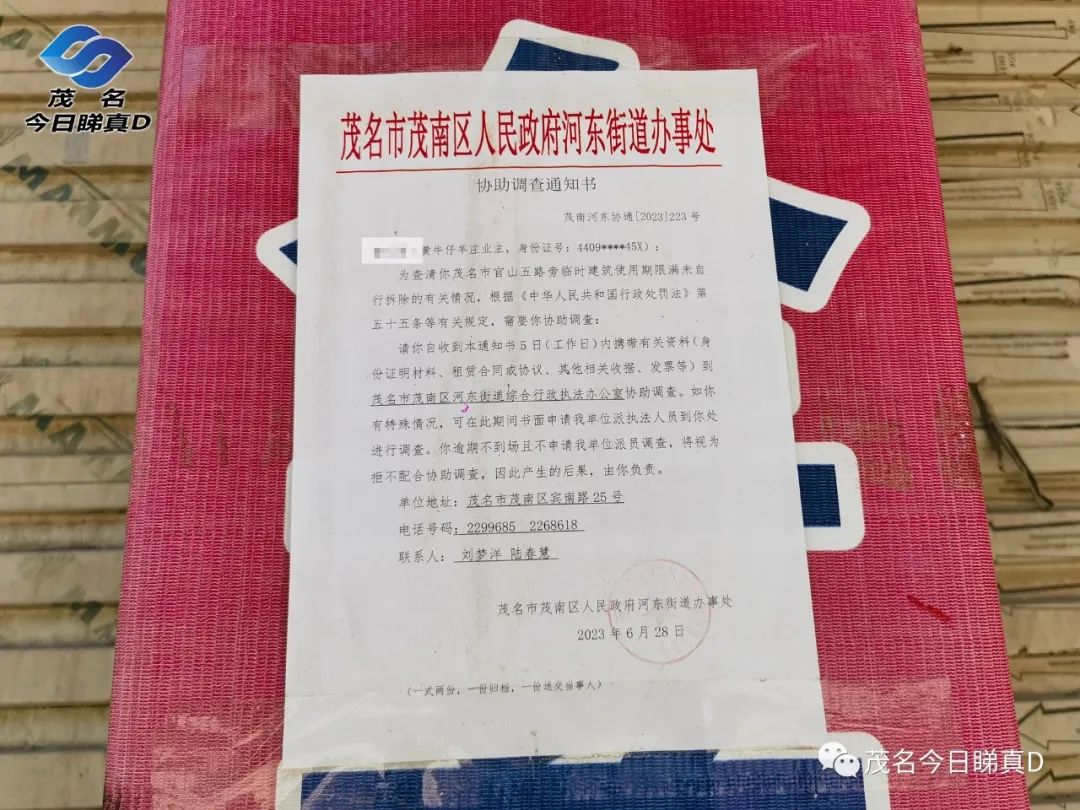 茂名
今日睇真D
茂名市茂南区人民政府河东街道办事处
协助调查通知书
茂南河东协通[2023]223号
黄牛仔羊庄业主，身份证号：4409****45X）：
为查清你茂名市官山五路旁临时建筑使用期限满未自
行拆除的有关情况，根据《中华人民共和国行政处罚法》第
五十五条等有关规定，需要你协助调查：
请你自收到本通知书5日（工作日）内携带有关资料（身
份证明材料、租赁合同或协议、其他相关收据、发票等）到
茂名市茂南区河东街道综合行政执法办公室协助调查。如你
有特殊情况，可在此期间书面申请我单位派执法人员到你处
进行调查。你逾期不到场且不申请我单位派员调查，将视为
拒不配合协助调查，因此产生的后果，由你负责。
单位地址：茂名市茂南区宾南路25号
电话号码：2299685 2268618
联系人：刘梦洋 陆春慧
茂名市茂南区人民政府河东街道办事处
2023年6月28日
（一式两份，一份归档，一份送交当事人）
茂名今日睇真D